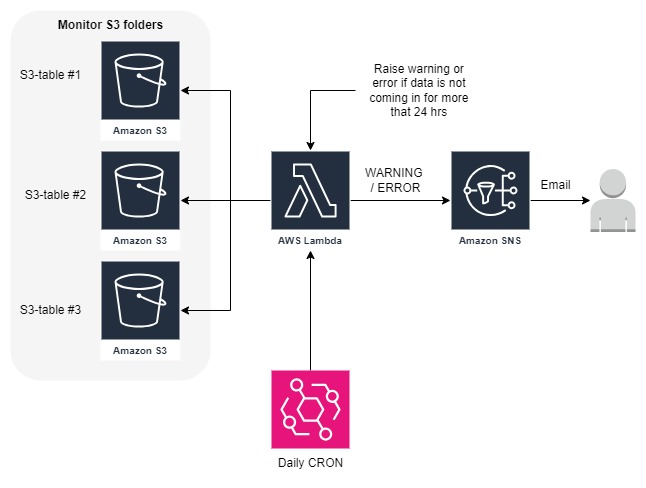 Monitor S3 folders
S3-table #1
Amazon S3
S3-table #2
Amazon S3
S3-table #3
Amazon S3
Raise warning or
error if data is not
coming in for more
that 24 hrs
AWS Lambda
WARNING
/ ERROR
Amazon SNS
Email
Daily CRON